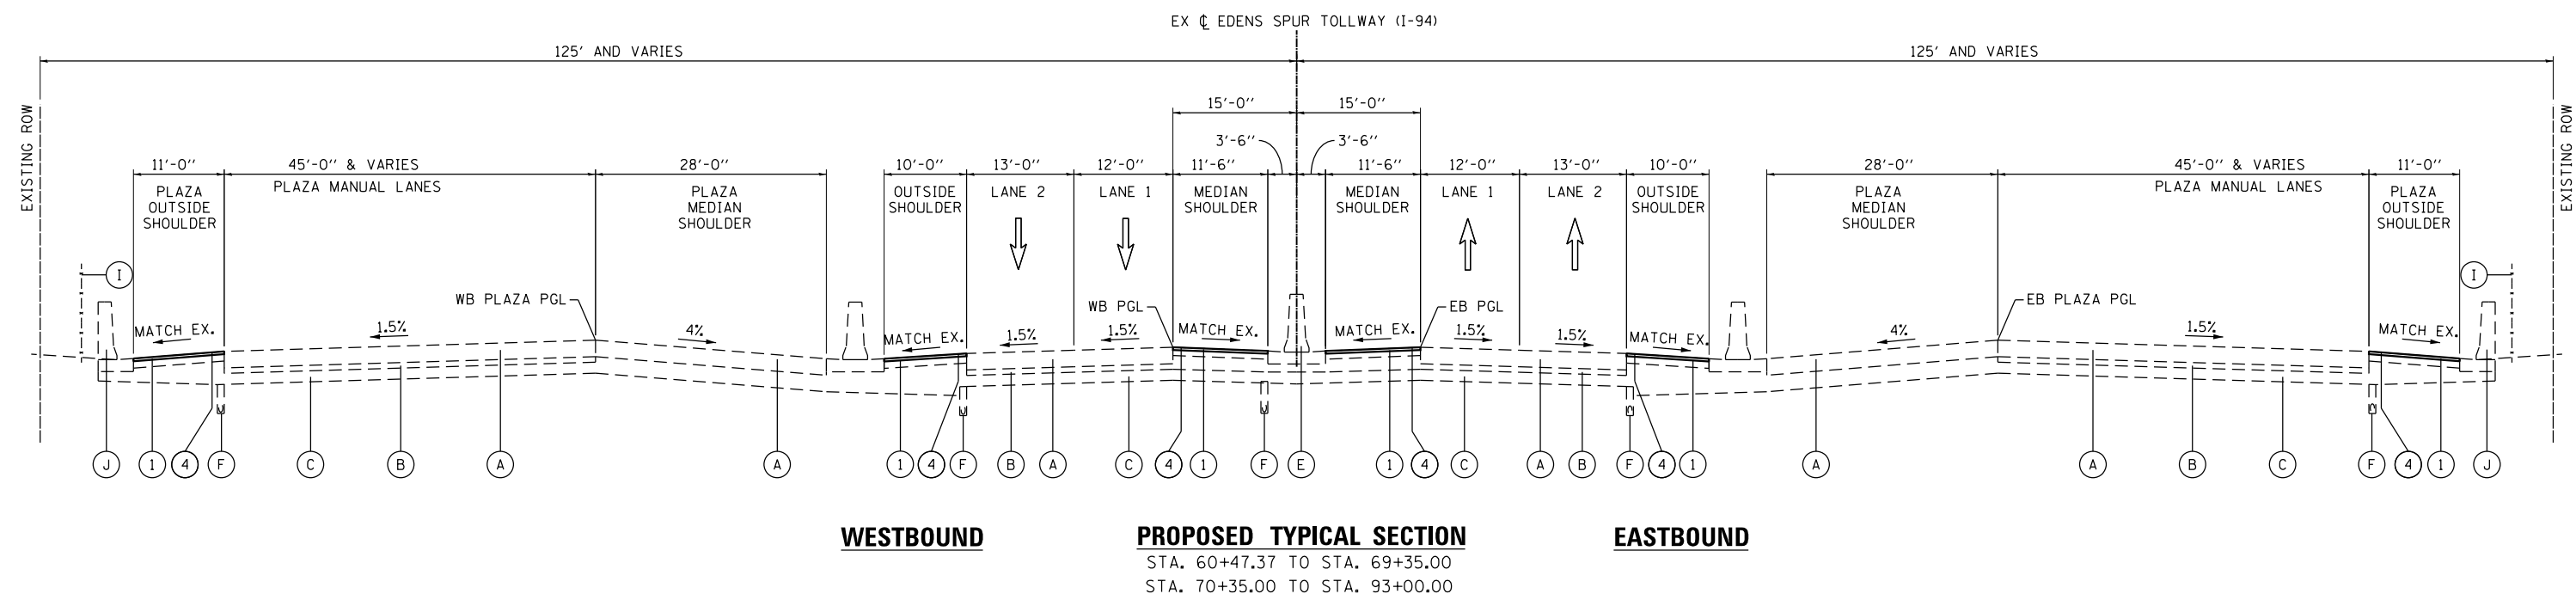 EX ℄ EDENS SPUR TOLLWAY (I-94)
125' AND VARIES
125' AND VARIES
EXISTING ROW
EXISTING ROW
15'-0"
15'-0"
3'-6"
3'-6"
11'-0"
45'-0" & VARIES
28'-0"
10'-0"
13'-0"
12'-0"
11'-6"
11'-6"
12'-0"
13'-0"
10'-0"
28'-0"
45'-0" & VARIES
11'-0"
PLAZA
OUTSIDE
SHOULDER
PLAZA MANUAL LANES
PLAZA
MEDIAN
SHOULDER
OUTSIDE
SHOULDER
LANE 2
LANE 1
MEDIAN
SHOULDER
MEDIAN
SHOULDER
LANE 1
LANE 2
OUTSIDE
SHOULDER
PLAZA
MEDIAN
SHOULDER
PLAZA MANUAL LANES
PLAZA
OUTSIDE
SHOULDER
I
I
WB PLAZA PGL
WB PGL
EB PGL
EB PLAZA PGL
MATCH EX.
1.5%
4%
MATCH EX.
1.5%
1.5%
MATCH EX.
MATCH EX.
1.5%
1.5%
MATCH EX.
4%
1.5%
MATCH EX.
J
1
4
F
C
B
A
A
1
4
F
B
A
C
4
1
F
E
1
4
C
A
B
F
4
1
A
A
B
C
F
4
1
J
WESTBOUND
PROPOSED TYPICAL SECTION
EASTBOUND
STA. 60+47.37 TO STA. 69+35.00
STA. 70+35.00 TO STA. 93+00.00